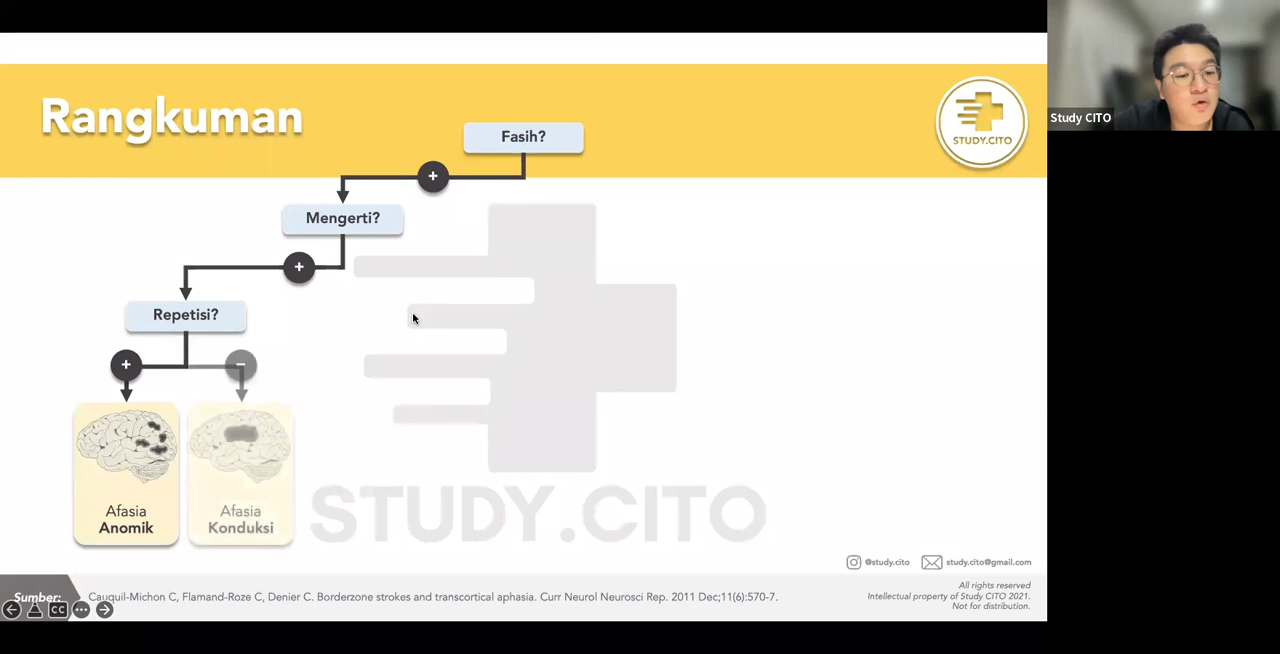 Rangkuman
Fasih?
STUDY.CITO
Study CITO
+
Mengerti?
+
Repetisi?
+
−
Afasia
Anomik
Afasia
Konduksi
STUDY.CITO
@study.cito
study.cito@gmail.com
Sumber:
Cauquil-Michon C, Flamand-Roze C, Denier C. Borderzone strokes and transcortical aphasia. Curr Neurol Neurosci Rep. 2011 Dec;11(6):570-7.
All rights reserved
Intellectual property of Study CITO 2021.
Not for distribution.
CC